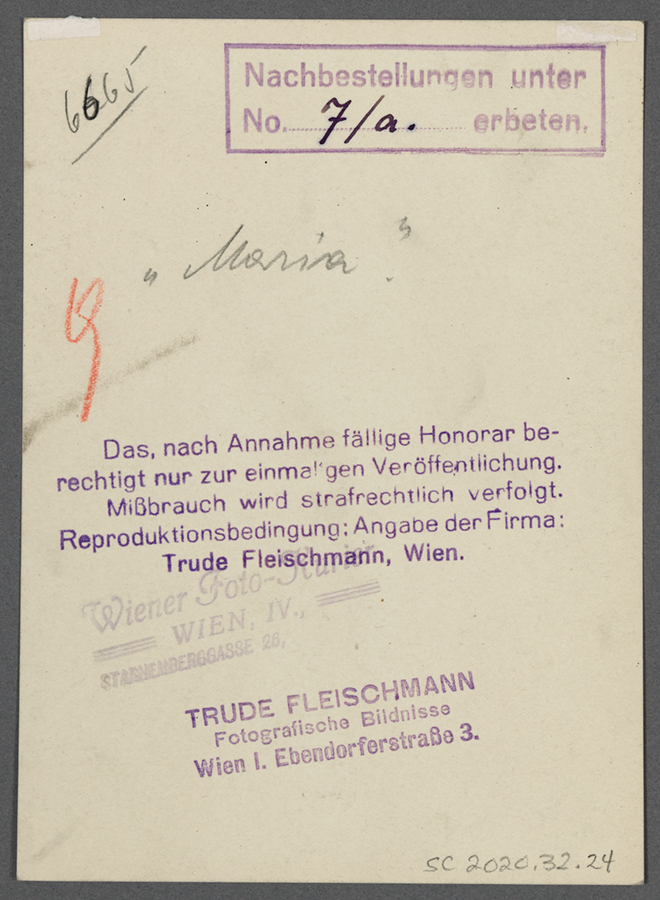 6665
Nachbestellungen unter
No. 7/a. erbeten.
„Maria."
Das, nach Annahme fällige Honorar be-
rechtigt nur zur einmaligen Veröffentlichung.
Mißbrauch wird strafrechtlich verfolgt.
Reproduktionsbedingung: Angabe der Firma:
Trude Fleischmann, Wien.
Wiener Foto-Kurier
WIEN, IV.,
STARHEMBERGGASSE 26,
TRUDE FLEISCHMANN
Fotografische Bildnisse
Wien I. Ebendorferstraße 3.
SC 2020.32.24